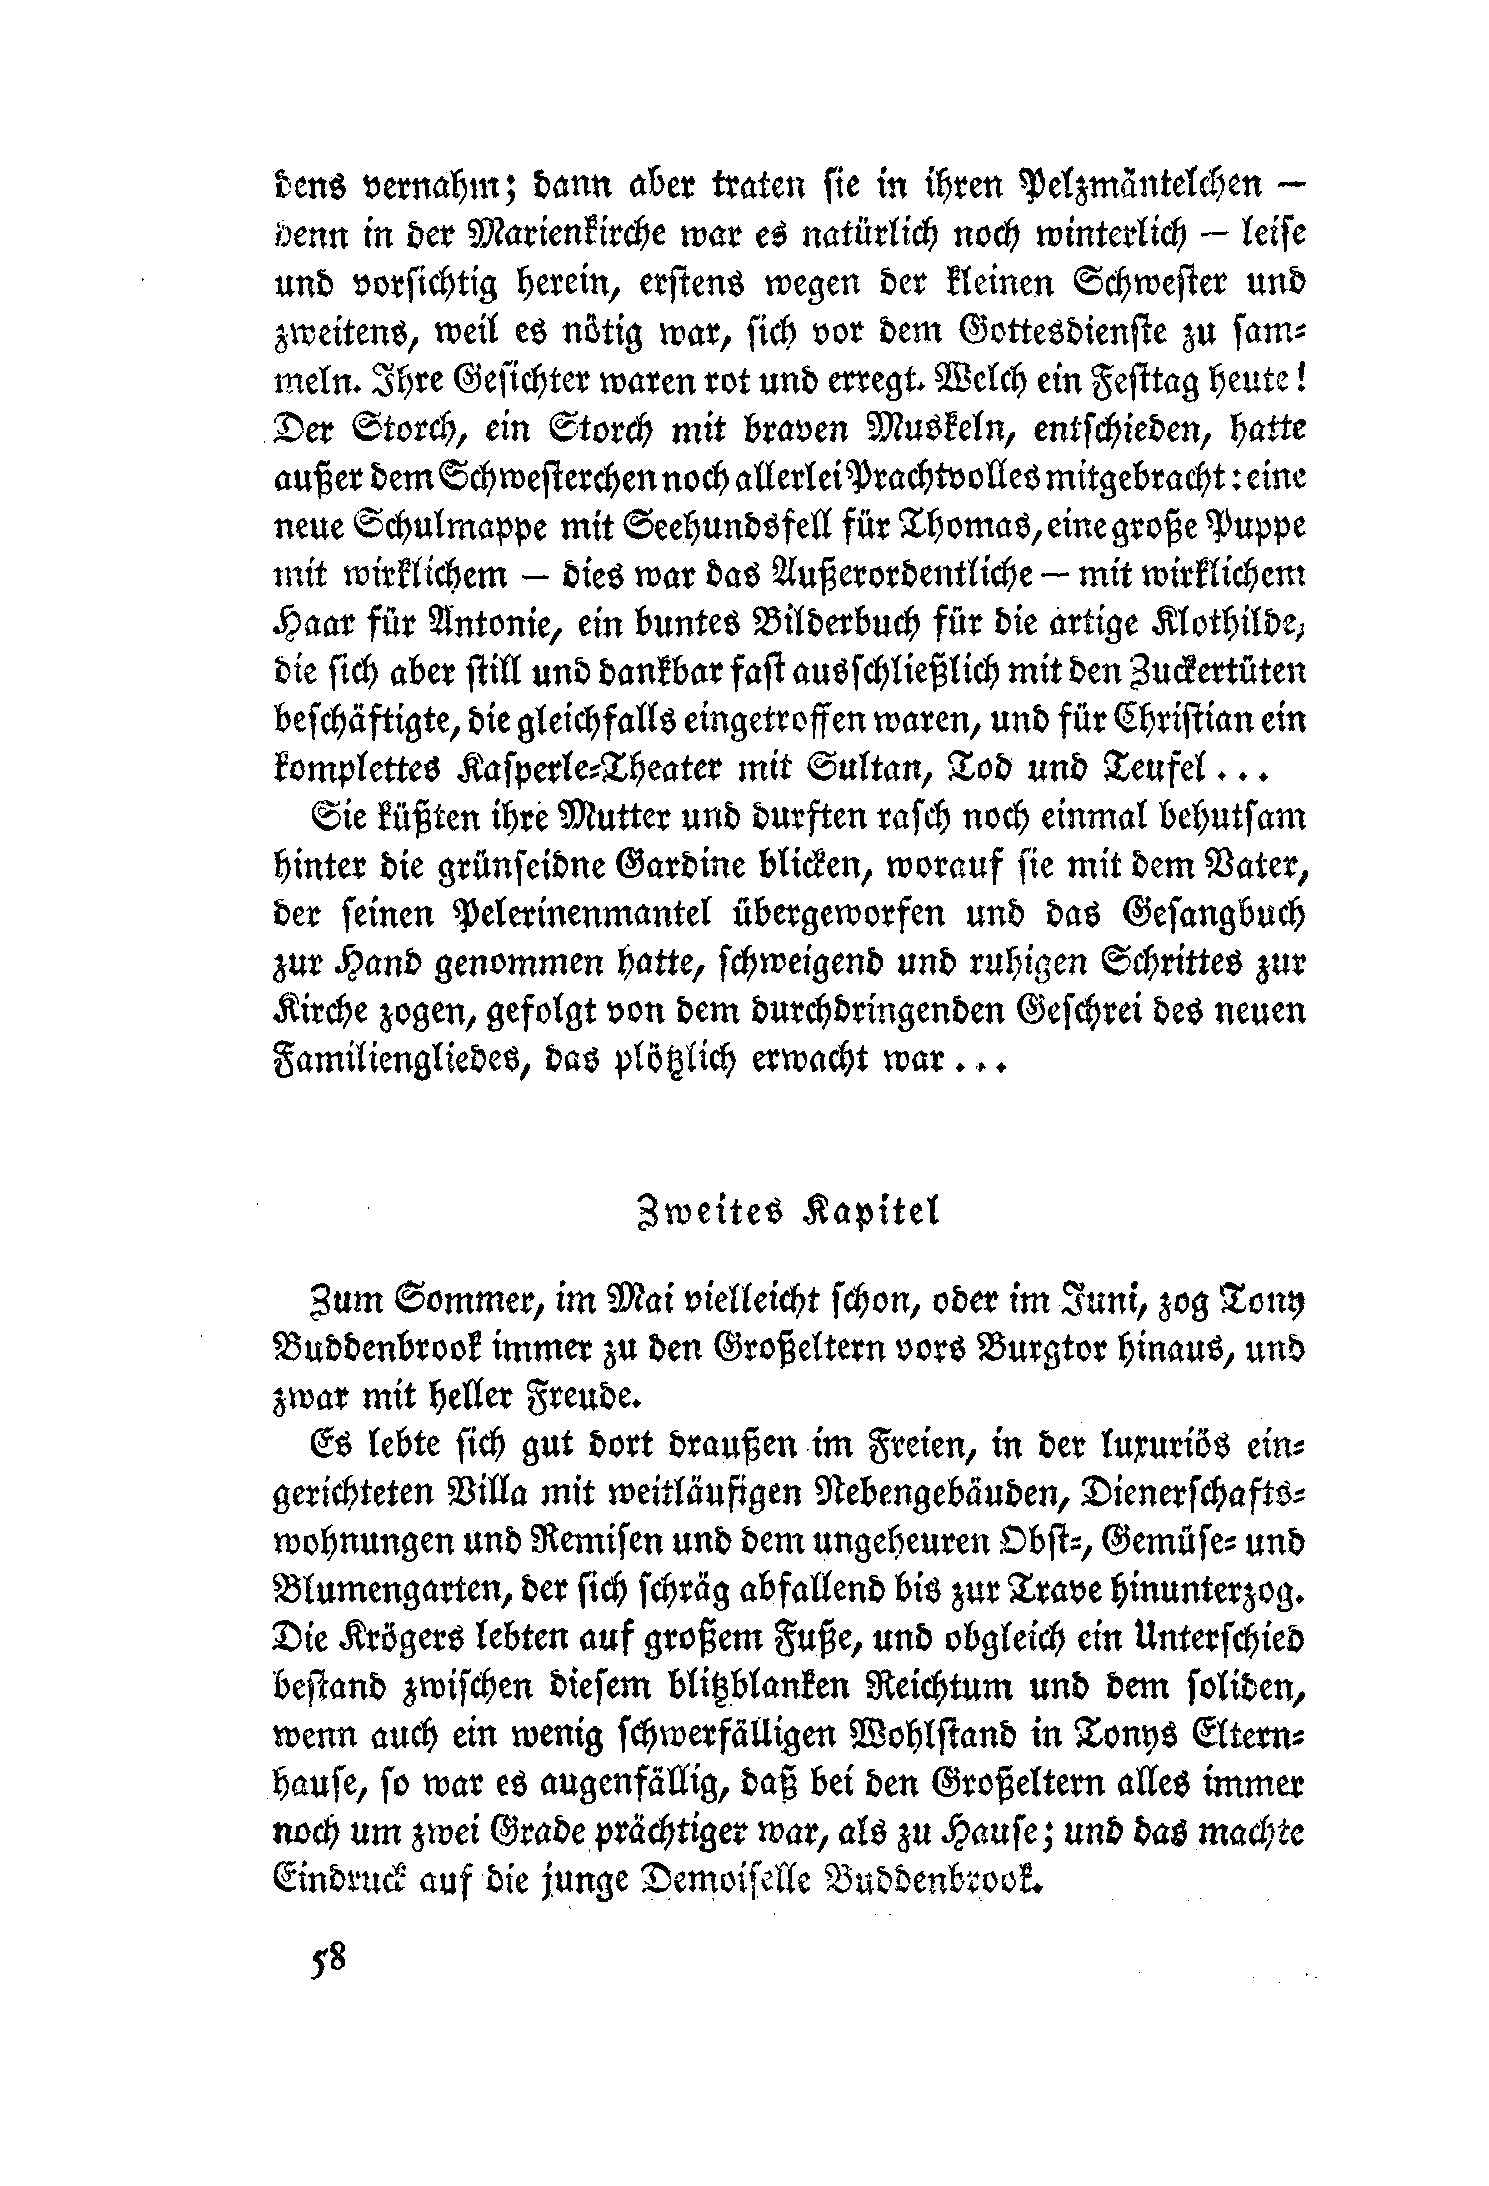 dens vernahm; dann aber traten sie in ihren Pelzmäntelchen —
denn in der Marienkirche war es natürlich noch winterlich — leise
und vorsichtig herein, erstens wegen der kleinen Schwester und
zweitens, weil es nötig war, sich vor dem Gottesdienste zu sam-
meln. Ihre Gesichter waren rot und erregt. Welch ein Festtag heute!
Der Storch, ein Storch mit braven Muskeln, entschieden, hatte
außer dem Schwesterchen noch allerlei Prachtvolles mitgebracht: eine
neue Schulmappe mit Seehundsfell für Thomas, eine große Puppe
mit wirklichem — dies war das Außerordentliche — mit wirklichem
Haar für Antonie, ein buntes Bilderbuch für die artige Klothilde,
die sich aber still und dankbar fast ausschließlich mit den Zuckertüten
beschäftigte, die gleichfalls eingetroffen waren, und für Christian ein
komplettes Kasperle-Theater mit Sultan, Tod und Teufel ...
Sie küßten ihre Mutter und durften rasch noch einmal behutsam
hinter die grünseidne Gardine blicken, worauf sie mit dem Vater,
der seinen Pelerinenmantel übergeworfen und das Gesangbuch
zur Hand genommen hatte, schweigend und ruhigen Schrittes zur
Kirche zogen, gefolgt von dem durchdringenden Geschrei des neuen
Familiengliedes, das plötzlich erwacht war ...
Zweites Kapitel
Zum Sommer, im Mai vielleicht schon, oder im Juni, zog Tony
Buddenbrook immer zu den Großeltern vors Burgtor hinaus, und
zwar mit heller Freude.
Es lebte sich gut dort draußen im Freien, in der luxuriös ein-
gerichteten Villa mit weitläufigen Nebengebäuden, Dienerschafts-
wohnungen und Remisen und dem ungeheuren Obst-, Gemüse- und
Blumengarten, der sich schräg abfallend bis zur Trave hinunterzog.
Die Krögers lebten auf großem Fuße, und obgleich ein Unterschied
bestand zwischen diesem blitzblanken Reichtum und dem soliden,
wenn auch ein wenig schwerfälligen Wohlstand in Tonys Eltern-
hause, so war es augenfällig, daß bei den Großeltern alles immer
noch um zwei Grade prächtiger war, als zu Hause; und das machte
Eindruck auf die junge Demoiselle Buddenbrook.
58